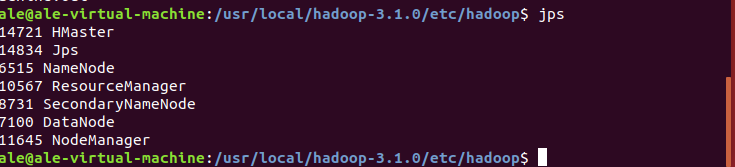 ale@ale-virtual-machine:/usr/local/hadoop-3.1.0/etc/hadoop$ jps
14721 HMaster
14834 Jps
6515 NameNode
10567 ResourceManager
8731 SecondaryNameNode
7100 DataNode
11645 NodeManager
ale@ale-virtual-machine:/usr/local/hadoop-3.1.0/etc/hadoop$